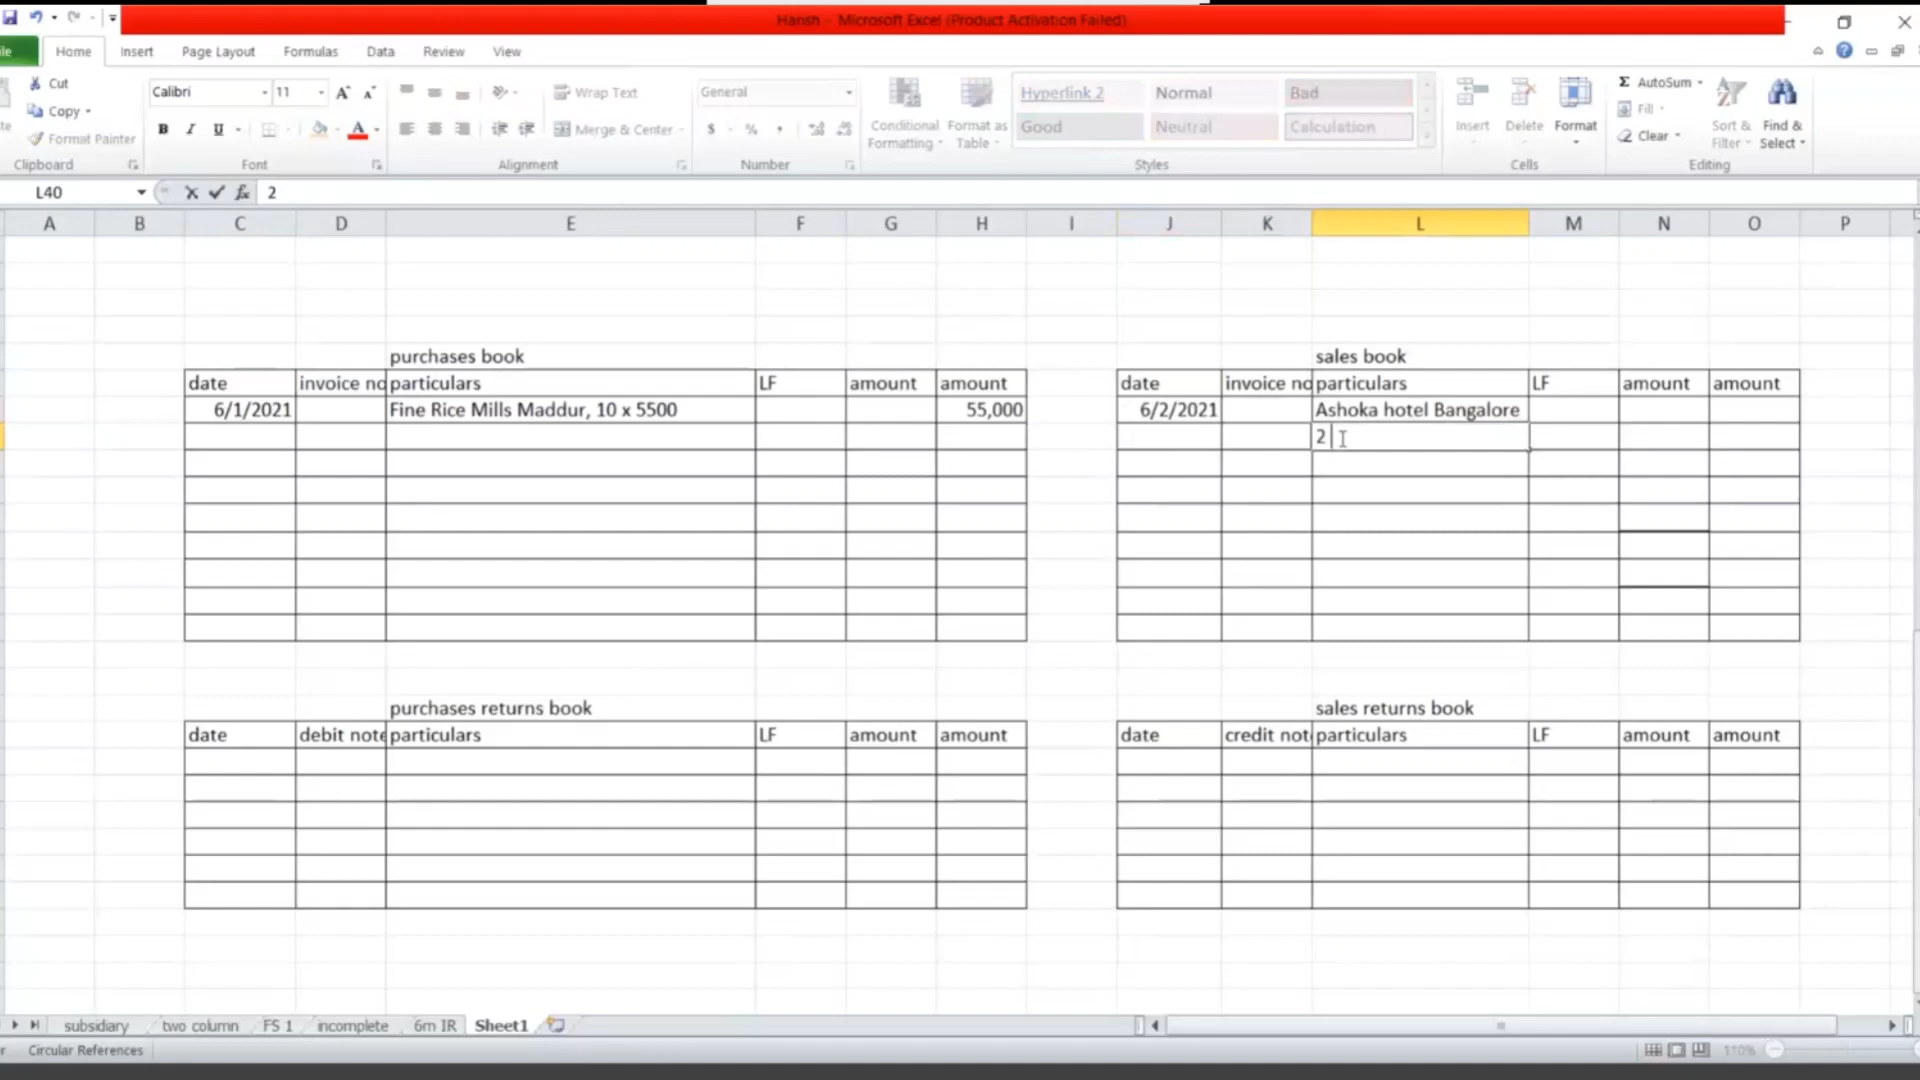 Harish - Microsoft Excel (Product Activation Failed)
Home Insert Page Layout Formulas Data Review View
Cut
Copy
Format Painter
Clipboard
Calibri 11
B I U
Font
Wrap Text
Merge & Center
Alignment
General
$ % ,
Number
Conditional Formatting
Format as Table
Hyperlink 2 Normal Bad
Good Neutral Calculation
Styles
Insert Delete Format
Cells
Σ AutoSum
Fill
Clear
Sort & Filter
Find & Select
Editing
L40 fx 2
A B C D E F G H I J K L M N O P
purchases book
date invoice no particulars LF amount amount
6/1/2021 Fine Rice Mills Maddur, 10 x 5500 55,000
sales book
date invoice no particulars LF amount amount
6/2/2021 Ashoka hotel Bangalore
2
purchases returns book
date debit note particulars LF amount amount
sales returns book
date credit not particulars LF amount amount
subsidiary two column FS 1 incomplete 6m IR Sheet1
Circular References 110%